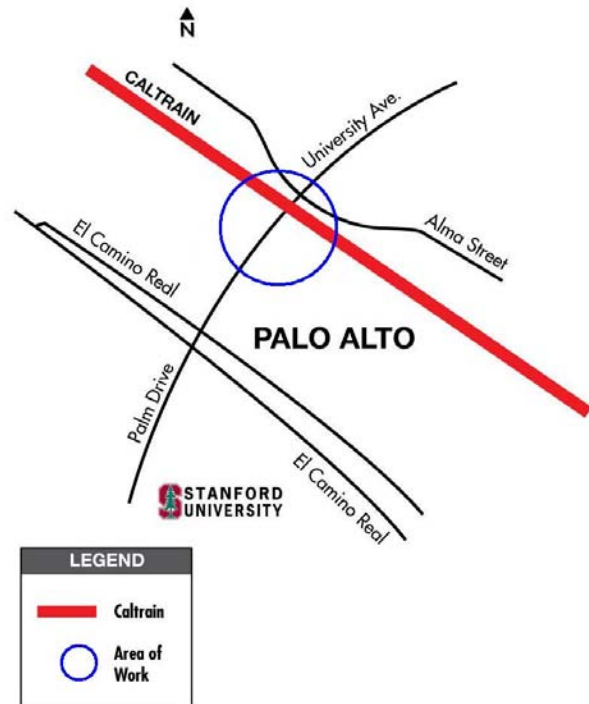 N
CALTRAIN
University Ave.
Alma Street
El Camino Real
PALO ALTO
Palm Drive
El Camino Real
STANFORD
UNIVERSITY
LEGEND
Caltrain
Area of
Work